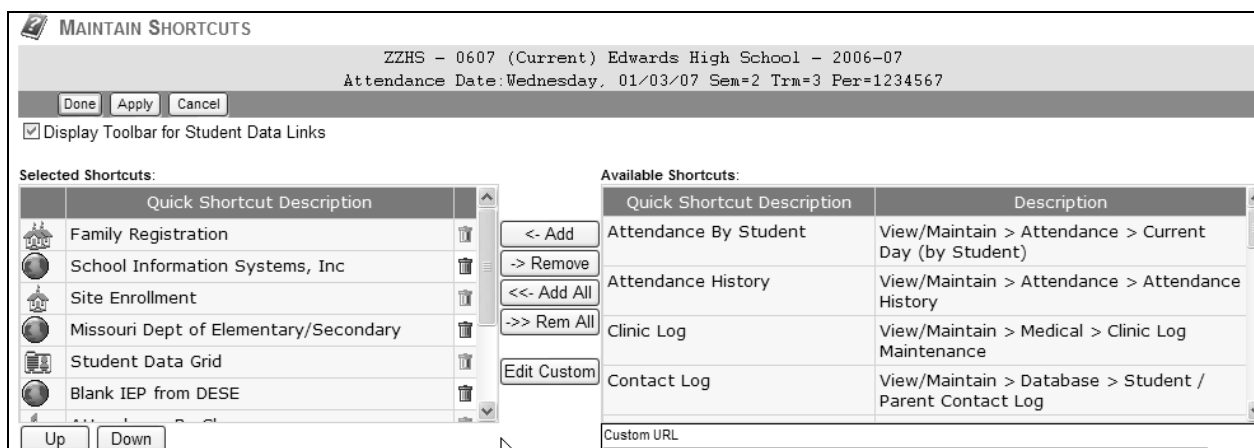 MAINTAIN SHORTCUTS
ZZHS - 0607 (Current) Edwards High School - 2006-07
Attendance Date:Wednesday, 01/03/07 Sem=2 Trm=3 Per=1234567
Done Apply Cancel
Display Toolbar for Student Data Links
Selected Shortcuts:
Quick Shortcut Description
Family Registration
School Information Systems, Inc
Site Enrollment
Missouri Dept of Elementary/Secondary
Student Data Grid
Blank IEP from DESE
Up Down
<- Add
-> Remove
<<- Add All
->> Rem All
Edit Custom
Available Shortcuts:
Quick Shortcut Description Description
Attendance By Student View/Maintain > Attendance > Current
Day (by Student)
Attendance History View/Maintain > Attendance > Attendance
History
Clinic Log View/Maintain > Medical > Clinic Log
Maintenance
Contact Log View/Maintain > Database > Student /
Parent Contact Log
Custom URL